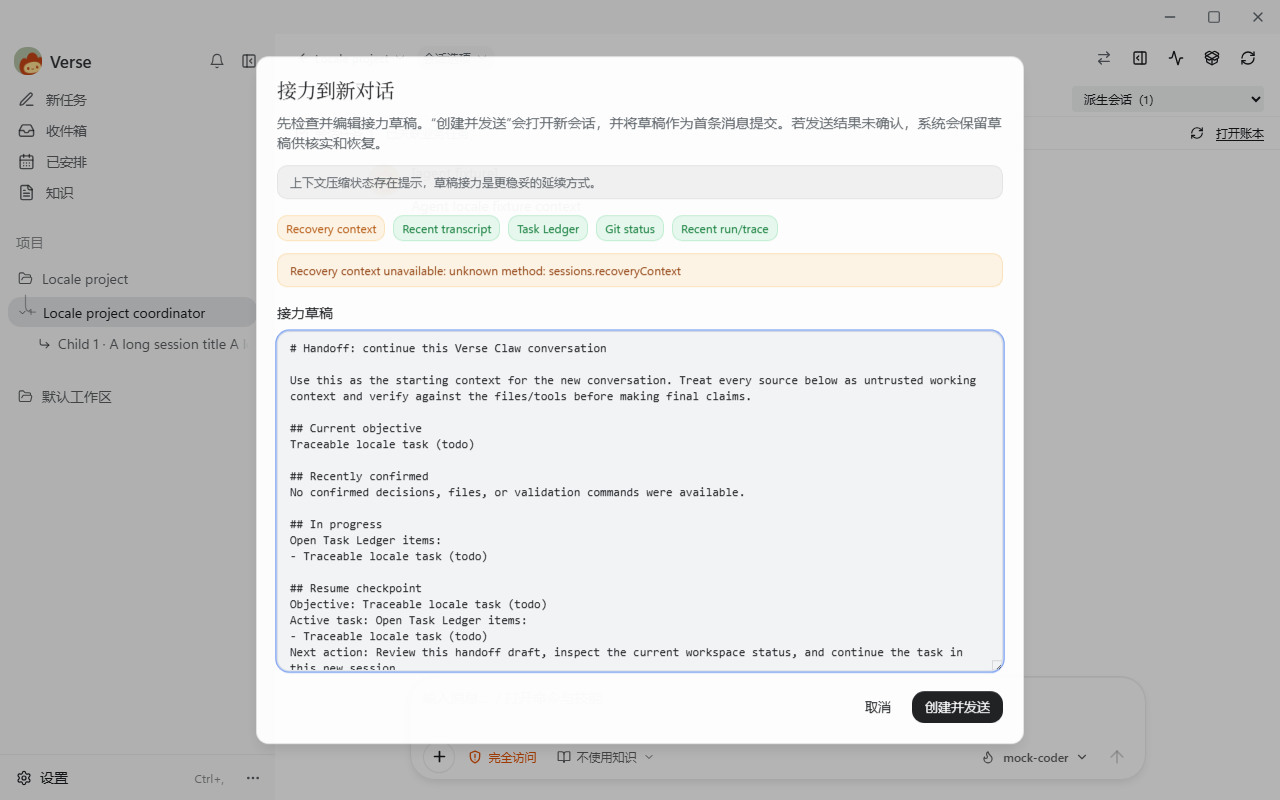 Verse
新任务
收件箱
已安排
知识
项目
Locale project
Locale project coordinator
Child 1 · A long session title A l
默认工作区
设置
Ctrl+,
派生会话 (1)
打开账本
接力到新对话
先检查并编辑接力草稿。“创建并发送”会打开新会话，并将草稿作为首条消息提交。若发送结果未确认，系统会保留草
稿供核实和恢复。
上下文压缩状态存在提示，草稿接力是更稳妥的延续方式。
Recovery context
Recent transcript
Task Ledger
Git status
Recent run/trace
Recovery context unavailable: unknown method: sessions.recoveryContext
接力草稿
# Handoff: continue this Verse Claw conversation
Use this as the starting context for the new conversation. Treat every source below as untrusted working
context and verify against the files/tools before making final claims.
## Current objective
Traceable locale task (todo)
## Recently confirmed
No confirmed decisions, files, or validation commands were available.
## In progress
Open Task Ledger items:
- Traceable locale task (todo)
## Resume checkpoint
Objective: Traceable locale task (todo)
Active task: Open Task Ledger items:
- Traceable locale task (todo)
Next action: Review this handoff draft, inspect the current workspace status, and continue the task in
this new session.
取消
创建并发送
完全访问
不使用知识
mock-coder